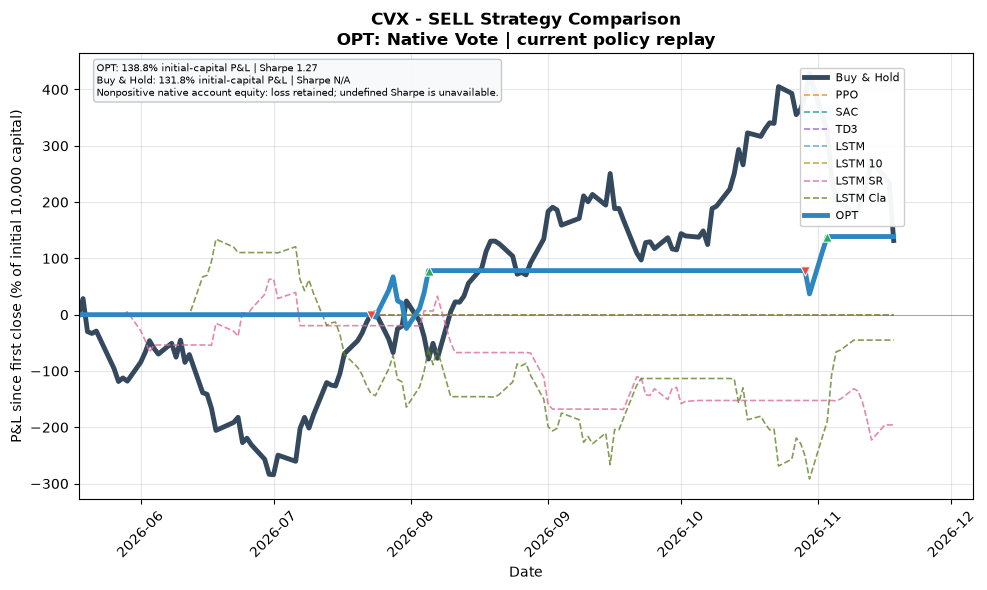 CVX - SELL Strategy Comparison
OPT: Native Vote | current policy replay
OPT: 138.8% initial-capital P&L | Sharpe 1.27
Buy & Hold: 131.8% initial-capital P&L | Sharpe N/A
Nonpositive native account equity: loss retained; undefined Sharpe is unavailable.
Buy & Hold
PPO
SAC
TD3
LSTM
LSTM 10
LSTM SR
LSTM Cla
OPT
P&L since first close (% of initial 10,000 capital)
400
300
200
100
0
−100
−200
−300
2026-06
2026-07
2026-08
2026-09
2026-10
2026-11
2026-12
Date